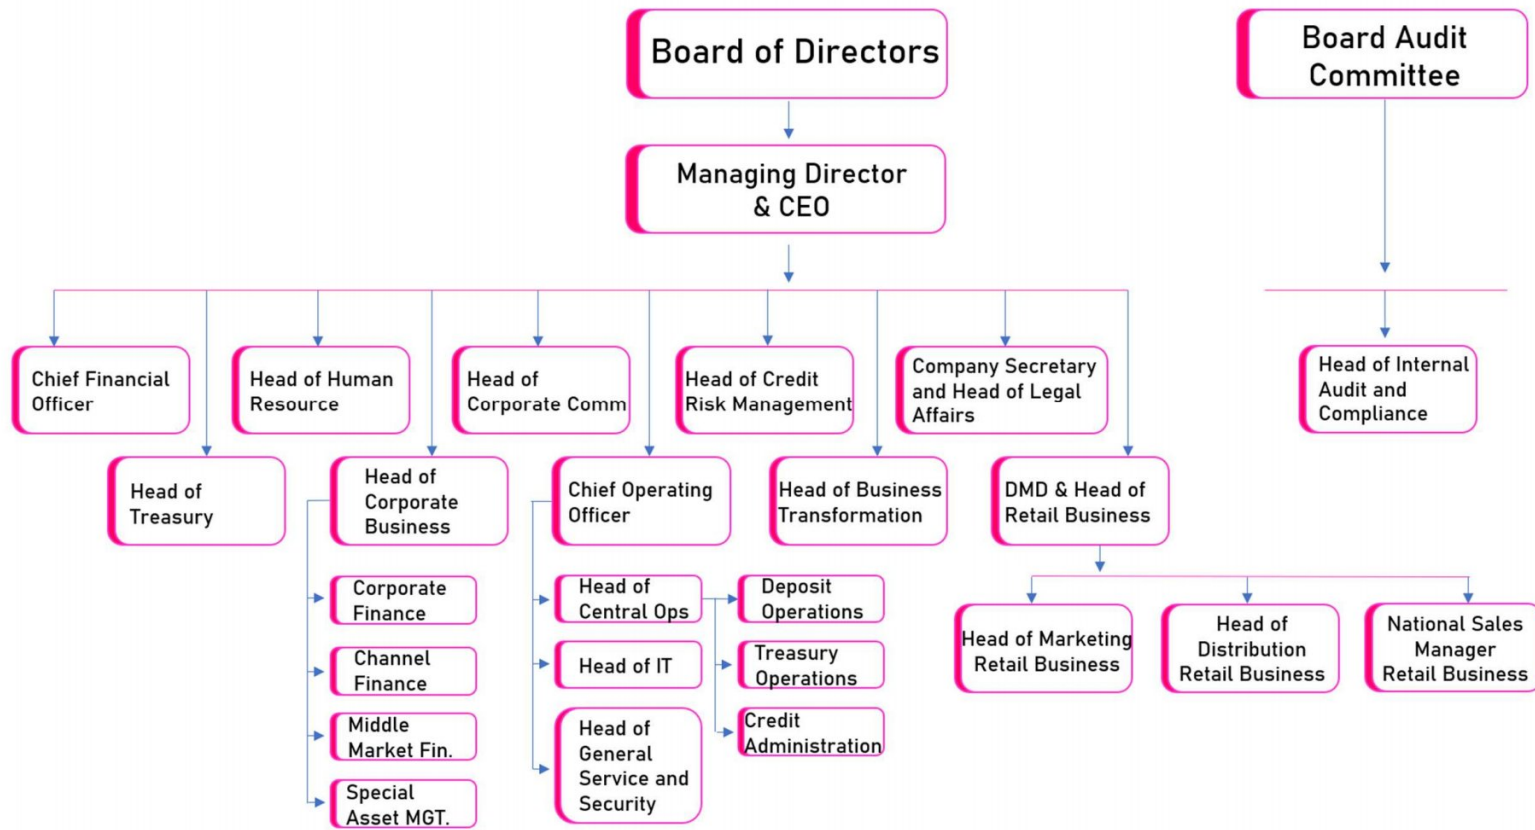 Board of Directors
Board Audit
Committee
Managing Director
& CEO
Chief Financial
Officer
Head of Human
Resource
Head of
Corporate Comm
Head of Credit
Risk Management
Company Secretary
and Head of Legal
Affairs
Head of Internal
Audit and
Compliance
Head of
Treasury
Head of
Corporate
Business
Chief Operating
Officer
Head of Business
Transformation
DMD & Head of
Retail Business
Corporate
Finance
Channel
Finance
Middle
Market Fin.
Special
Asset MGT.
Head of
Central Ops
Head of IT
Head of
General
Service and
Security
Deposit
Operations
Treasury
Operations
Credit
Administration
Head of Marketing
Retail Business
Head of
Distribution
Retail Business
National Sales
Manager
Retail Business